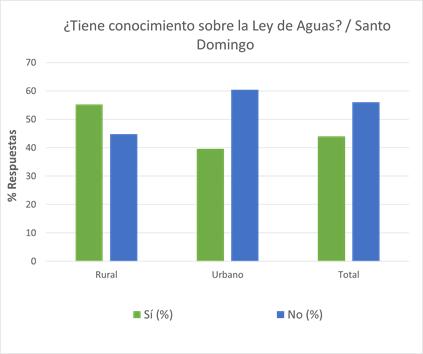 ¿Tiene conocimiento sobre la Ley de Aguas? / Santo
Domingo
% Respuestas
70
60
50
40
30
20
10
0
Rural Urbano Total
Sí (%) No (%)